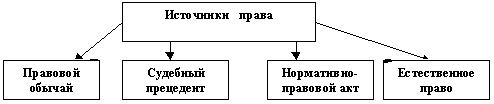 Источники права
Правовой
обычай
Судебный
прецедент
Нормативно-
правовой акт
Естественное
право